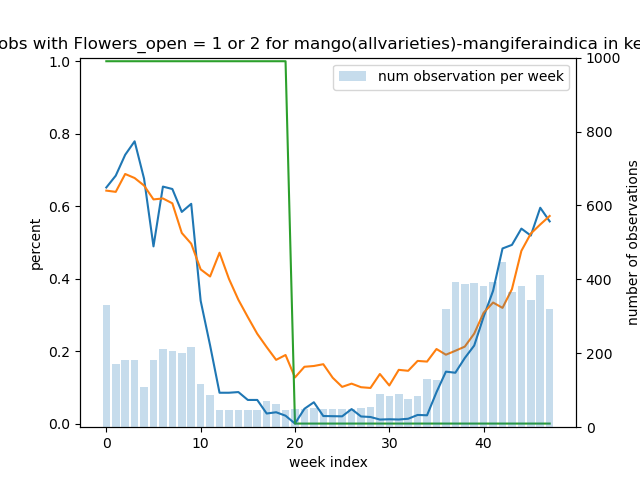 obs with Flowers_open = 1 or 2 for mango(allvarieties)-mangiferaindica in ke
num observation per week
percent
1.0
0.8
0.6
0.4
0.2
0.0
1000
800
600
400
200
0
number of observations
0 10 20 30 40
week index